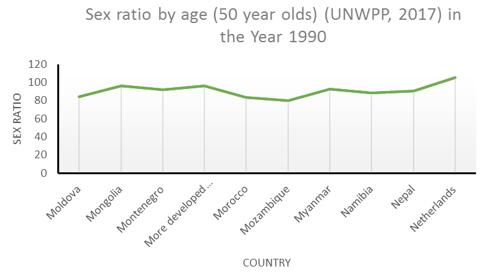 Sex ratio by age (50 year olds) (UNWPP, 2017) in
the Year 1990
120
100
80
60
40
20
0
SEX RATIO
Moldova
Mongolia
Montenegro
More developed…
Morocco
Mozambique
Myanmar
Namibia
Nepal
Netherlands
COUNTRY